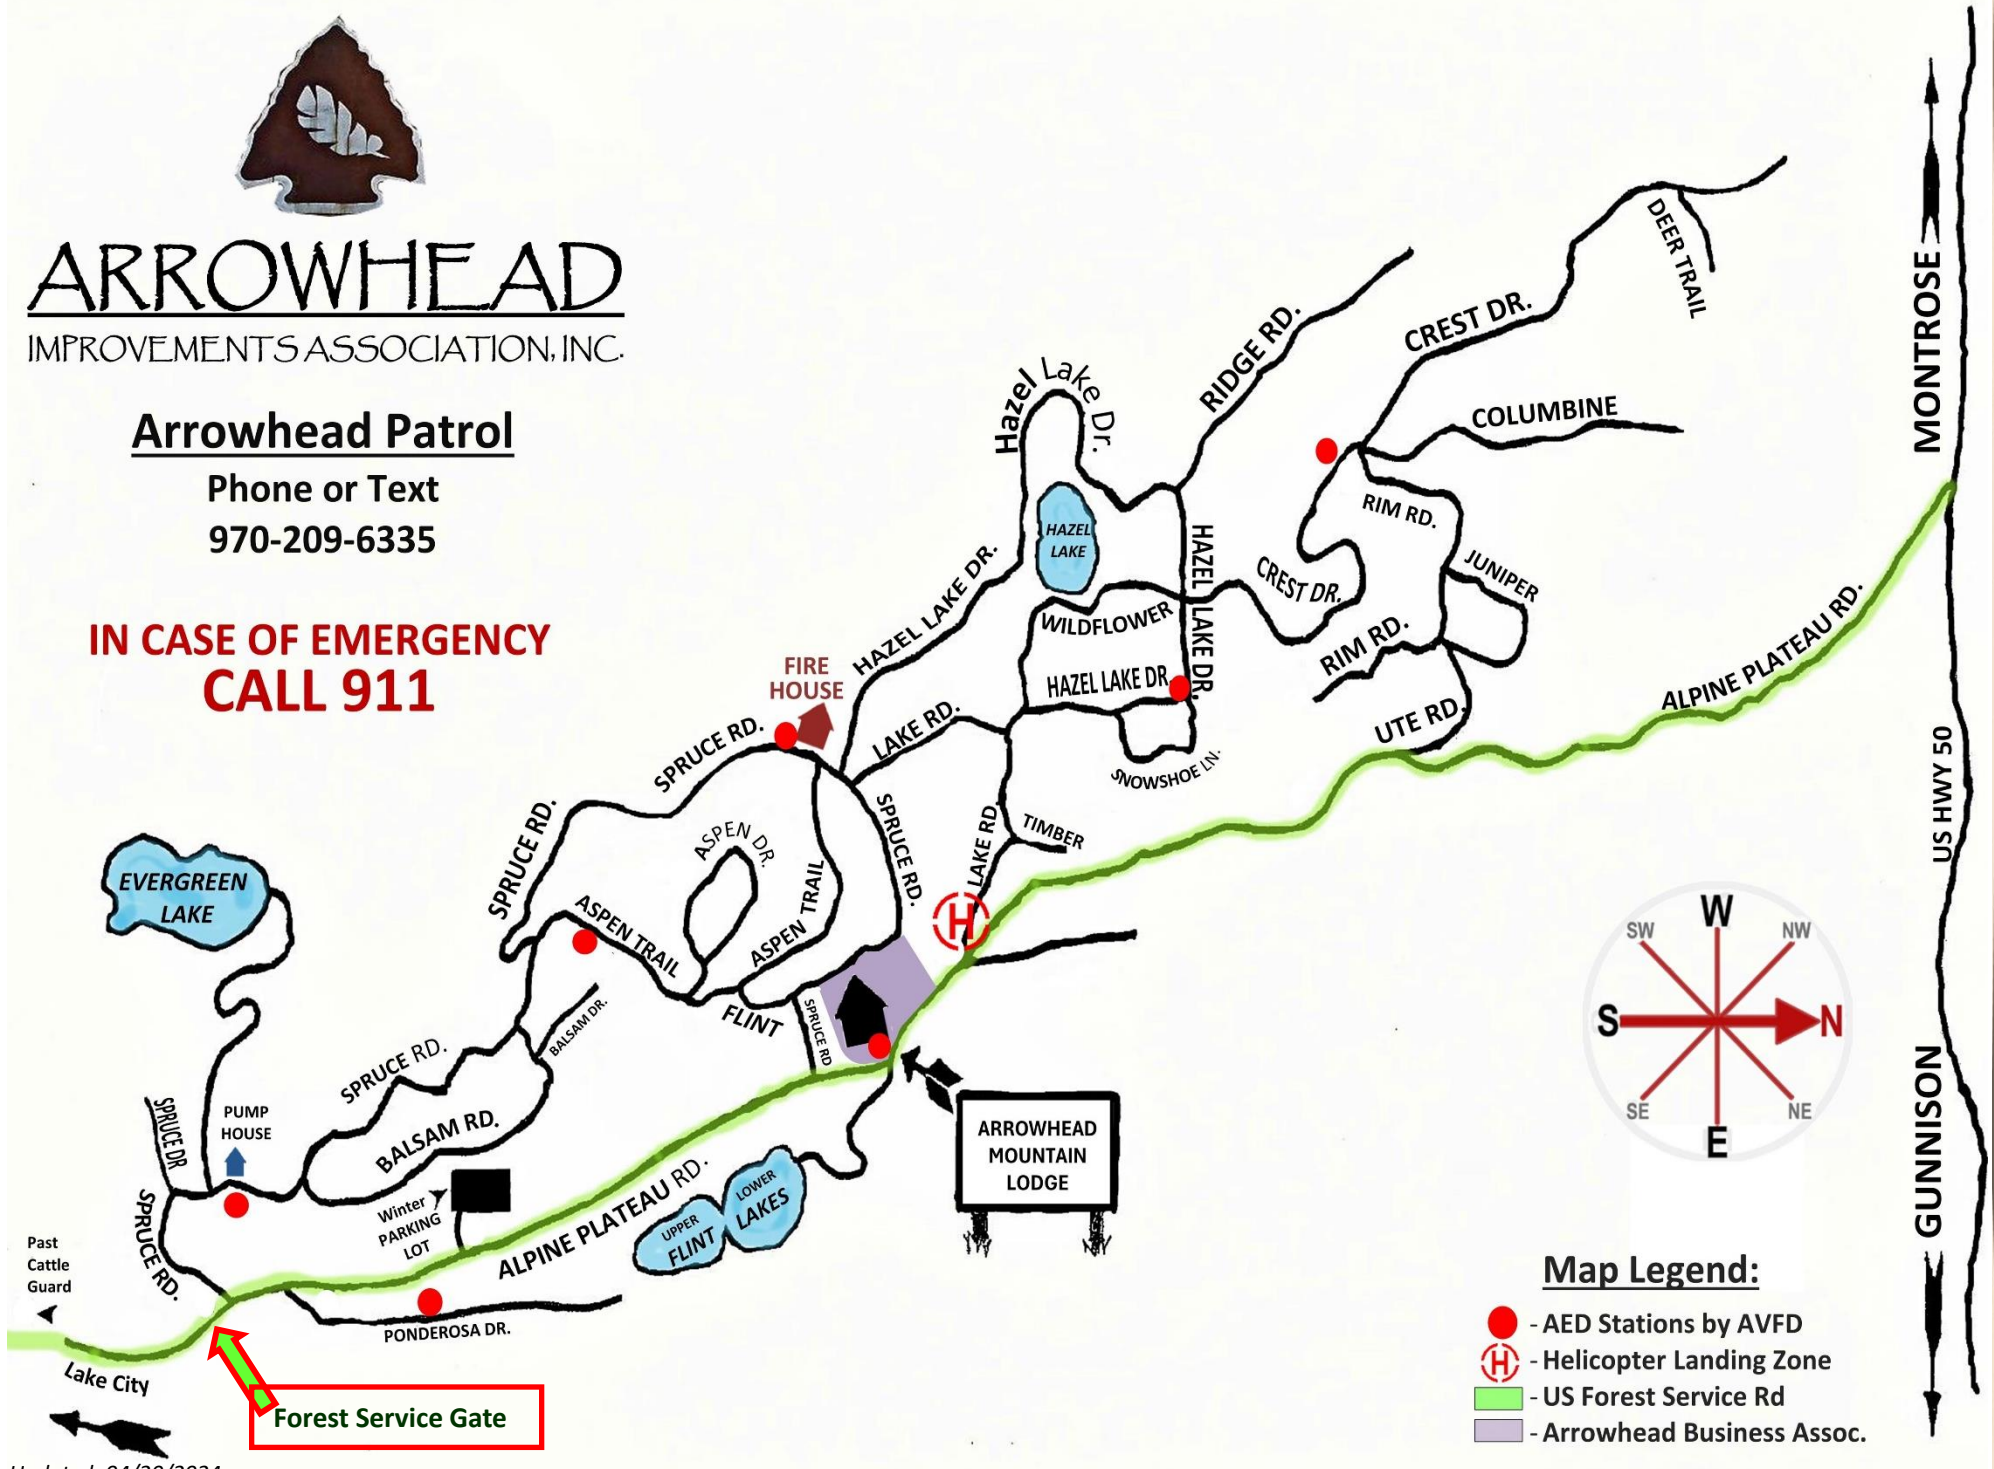 ARROWHEAD
IMPROVEMENTS ASSOCIATION, INC.
Arrowhead Patrol
Phone or Text
970-209-6335
IN CASE OF EMERGENCY
CALL 911
MONTROSE
DEER TRAIL
CREST DR.
RIDGE RD.
Hazel Lake Dr.
COLUMBINE
RIM RD.
HAZEL
LAKE
HAZEL LAKE DR.
JUNIPER
CREST DR.
HAZEL LAKE DR.
WILDFLOWER
RIM RD.
ALPINE PLATEAU RD.
FIRE
HOUSE
HAZEL LAKE DR.
UTE RD.
LAKE RD.
SPRUCE RD.
SNOWSHOE LN.
US HWY 50
SPRUCE RD.
SPRUCE RD.
ASPEN DR.
LAKE RD.
TIMBER
EVERGREEN
LAKE
ASPEN TRAIL
ASPEN TRAIL
H
FLINT
SPRUCE RD
BALSAM DR.
W
SW
NW
S
N
SE
NE
E
SPRUCE RD.
BALSAM RD.
SPRUCE DR
PUMP
HOUSE
ARROWHEAD
MOUNTAIN
LODGE
GUNNISON
Winter
PARKING
LOT
ALPINE PLATEAU RD.
LOWER
LAKES
UPPER
FLINT
SPRUCE RD.
Past
Cattle
Guard
PONDEROSA DR.
Lake City
Forest Service Gate
Map Legend:
- AED Stations by AVFD
H - Helicopter Landing Zone
- US Forest Service Rd
- Arrowhead Business Assoc.